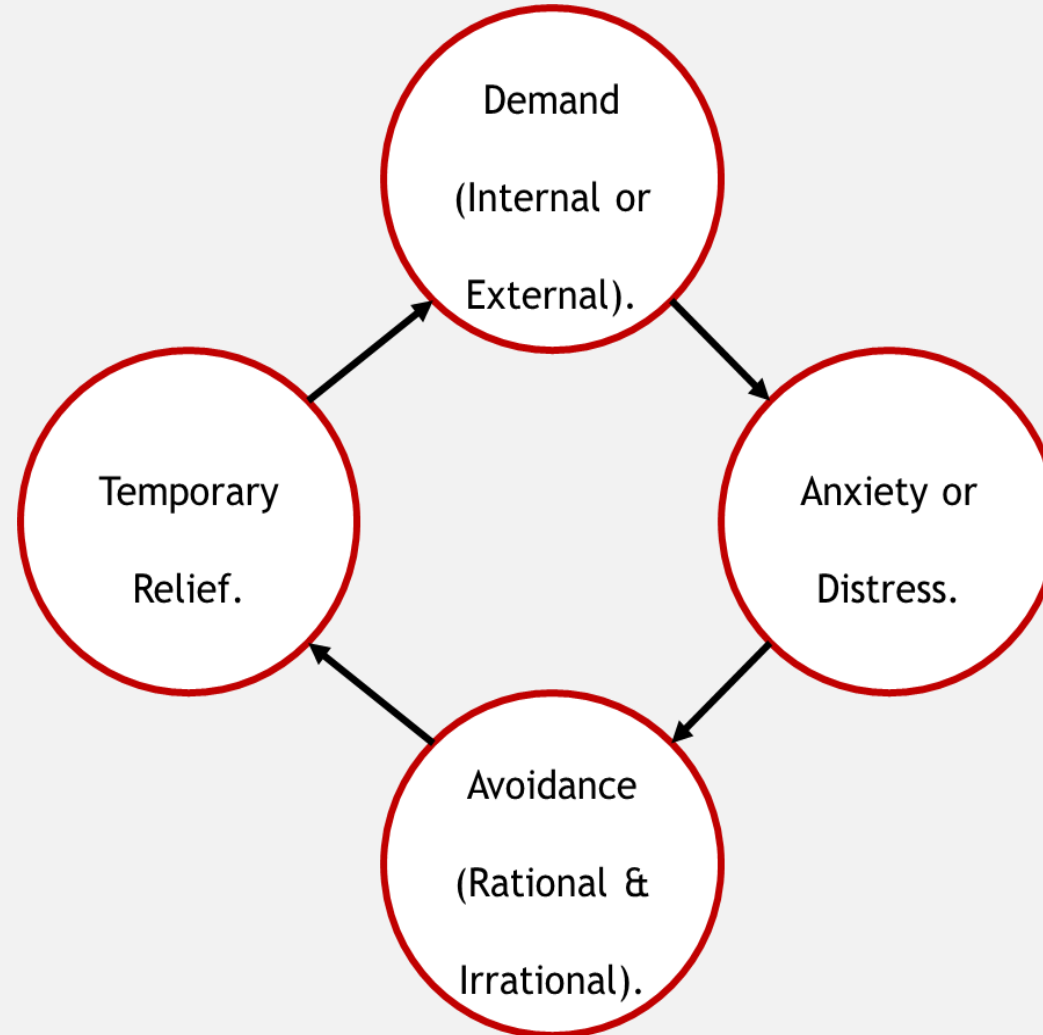 Demand
(Internal or
External).
Anxiety or
Distress.
Avoidance
(Rational &
Irrational).
Temporary
Relief.